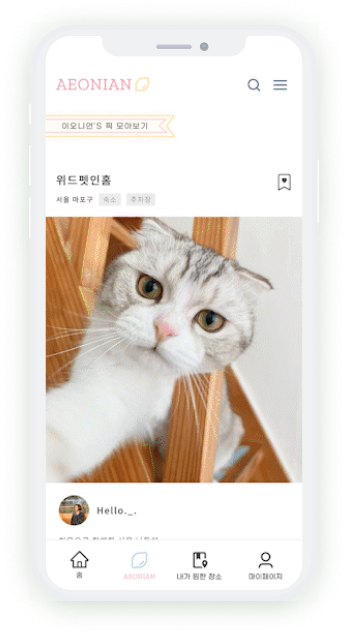 AEONIAN
이오니언'S 픽 모아보기
위드펫인홈
서울 마포구 숙소 주차장
Hello._.
홈 AEONIAN 내가 찜한 장소 마이페이지